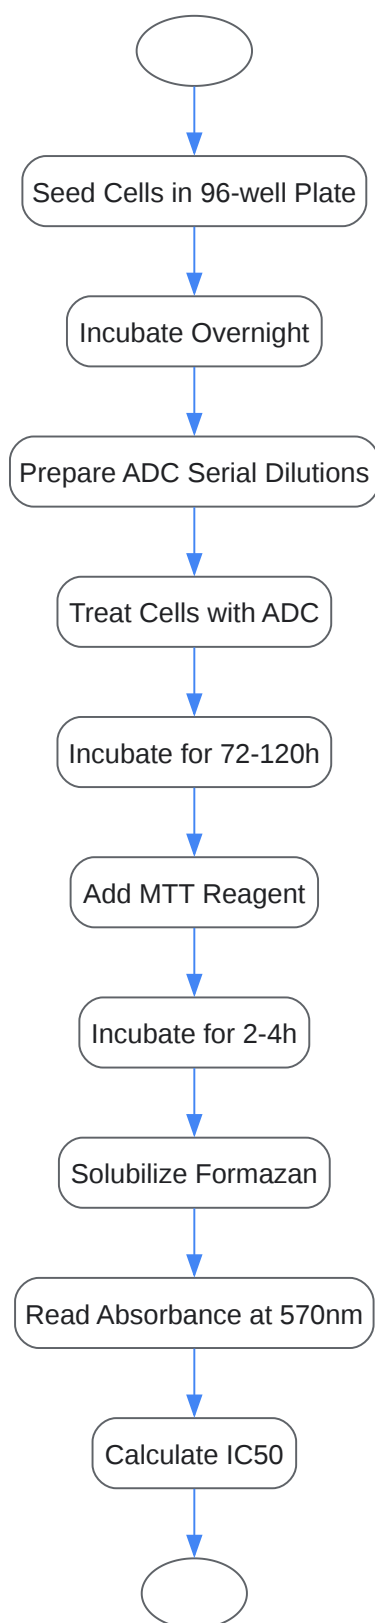 Seed Cells in 96-well Plate
Incubate Overnight
Prepare ADC Serial Dilutions
Treat Cells with ADC
Incubate for 72-120h
Add MTT Reagent
Incubate for 2-4h
Solubilize Formazan
Read Absorbance at 570nm
Calculate IC50